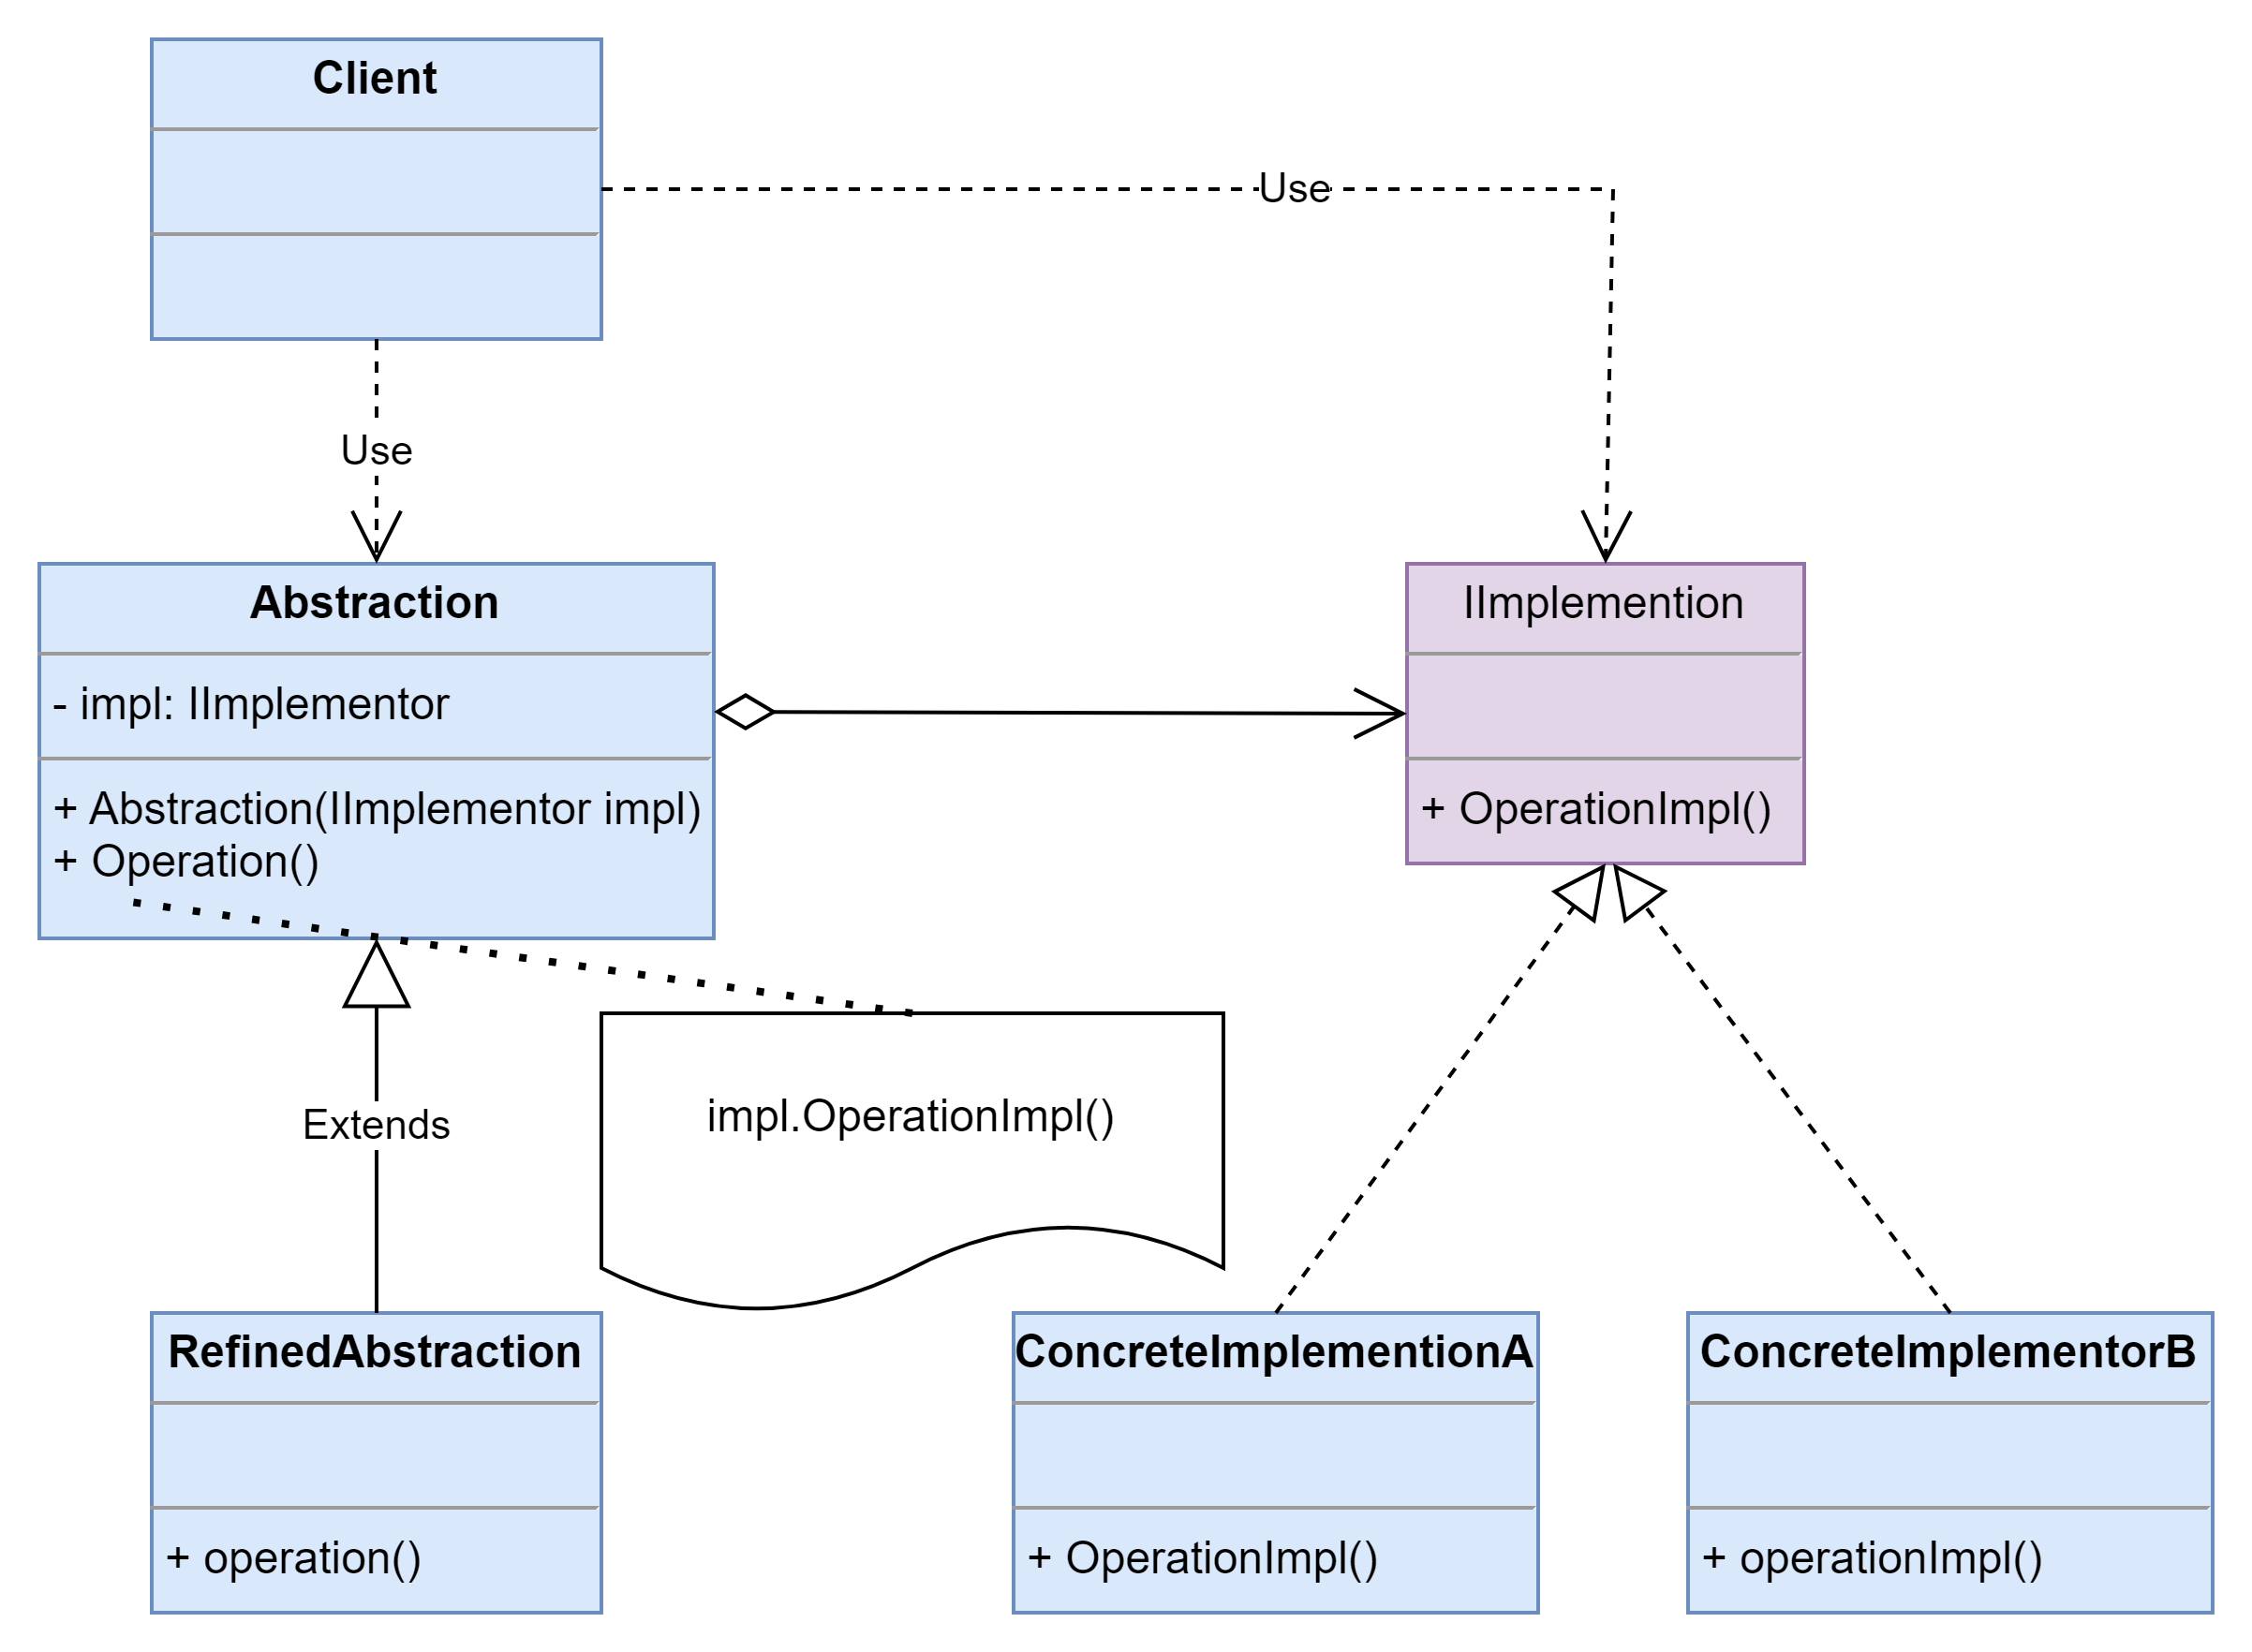 Client
Use
Use
Abstraction
- impl: IImplementor
+ Abstraction(IImplementor impl)
+ Operation()
IImplemention
+ OperationImpl()
Extends
impl.OperationImpl()
RefinedAbstraction
+ operation()
ConcreteImplementionA
+ OperationImpl()
ConcreteImplementorB
+ operationImpl()